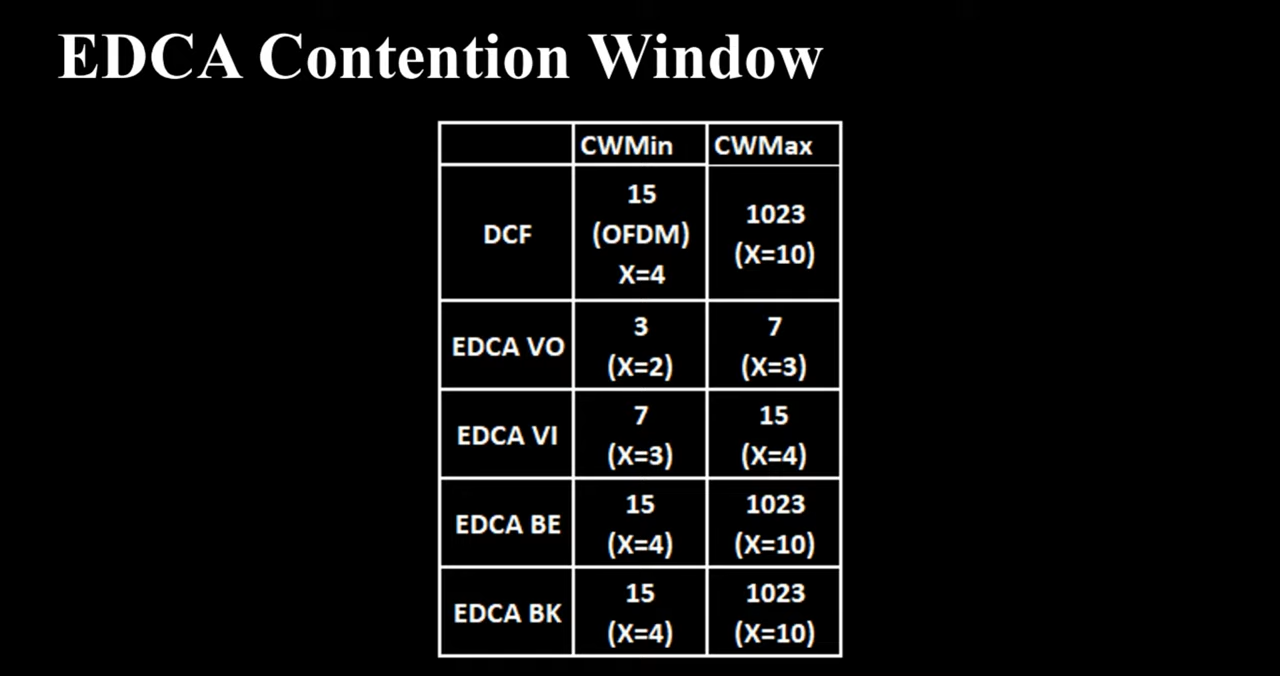 EDCA Contention Window
CWMin CWMax
DCF
15
(OFDM)
X=4
1023
(X=10)
EDCA VO
3
(X=2)
7
(X=3)
EDCA VI
7
(X=3)
15
(X=4)
EDCA BE
15
(X=4)
1023
(X=10)
EDCA BK
15
(X=4)
1023
(X=10)